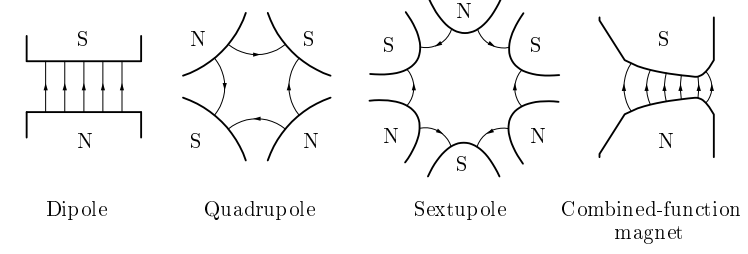 S
N
Dipole
N S
S N
Quadrupole
N
S S
N N
S
Sextupole
S
N
Combined-function
magnet